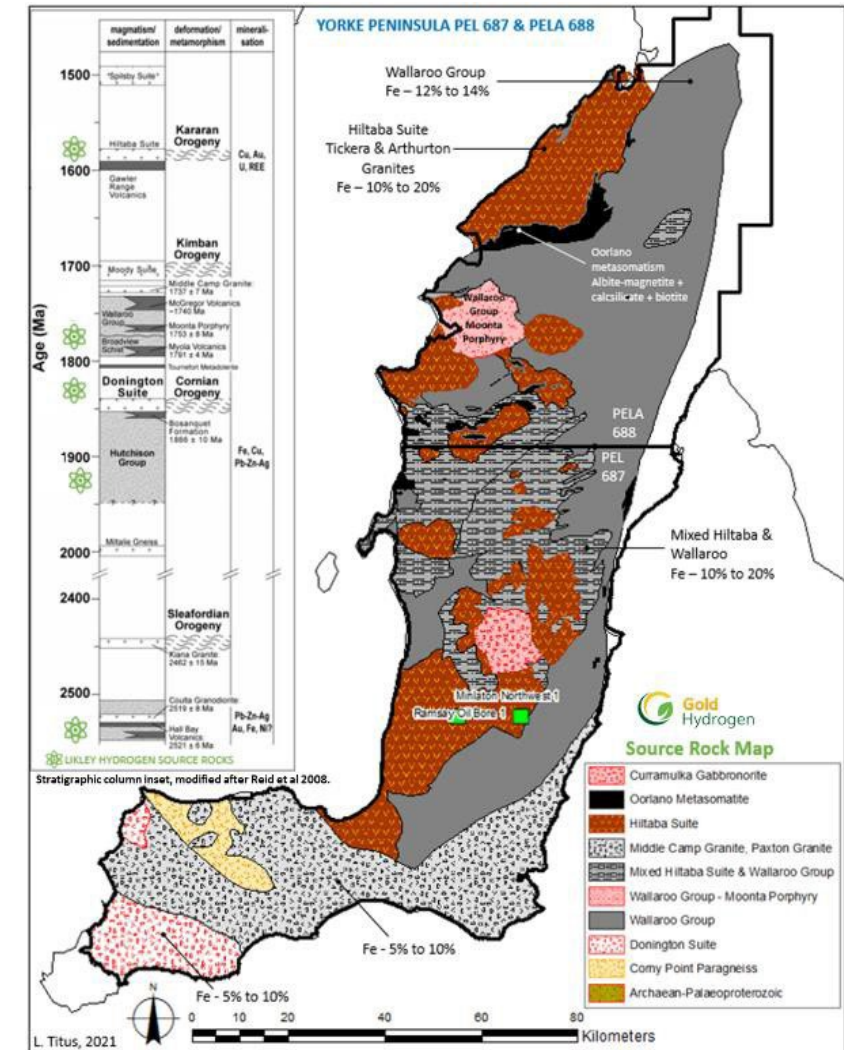 YORKE PENINSULA PEL 687 & PELA 688
magmatism/
sedimentation
deformation/
metamorphism
minerali-
sation
Age (Ma)
1500
1600
1700
1800
1900
2000
2400
2500
"Spilsby Suite"
Hiltaba Suite
Gawler
Range
Volcanics
Moody Suite
Middle Camp Granite
1737 ± 7 Ma
McGregor Volcanics
~1740 Ma
Wallaroo
Group
Moonta Porphyry
1753 ± 8 Ma
Broadview
Schist
Myola Volcanics
1791 ± 4 Ma
Tournefort Metadolerite
Donington
Suite
Bosanquet
Formation
1866 ± 10 Ma
Hutchison
Group
Miltalie Gneiss
Kiana Granite
2462 ± 15 Ma
Coulta Granodiorite
2519 ± 8 Ma
Hall Bay
Volcanics
2521 ± 6 Ma
Kararan
Orogeny
Kimban
Orogeny
Cornian
Orogeny
Sleafordian
Orogeny
Cu, Au,
U, REE
Fe, Cu,
Pb-Zn-Ag
Pb-Zn-Ag
Au, Fe, Ni?
LIKLEY HYDROGEN SOURCE ROCKS
Stratigraphic column inset, modified after Reid et al 2008.
Wallaroo Group
Fe – 12% to 14%
Hiltaba Suite
Tickera & Arthurton
Granites
Fe – 10% to 20%
Oorlano
metasomatism
Albite-magnetite +
calcsilicate + biotite
Wallaroo
Group
Moonta
Porphyry
PELA
688
PEL
687
Mixed Hiltaba &
Wallaroo
Fe – 10% to 20%
Minlaton Northwest 1
Ramsay Oil Bore 1
Fe - 5% to 10%
Fe - 5% to 10%
Gold
Hydrogen
Source Rock Map
Curramulka Gabbronorite
Oorlano Metasomatite
Hiltaba Suite
Middle Camp Granite, Paxton Granite
Mixed Hiltaba Suite & Wallaroo Group
Wallaroo Group - Moonta Porphyry
Wallaroo Group
Donington Suite
Corny Point Paragneiss
Archaean-Palaeoproterozoic
N
L. Titus, 2021
0 10 20 40 60 80
Kilometers